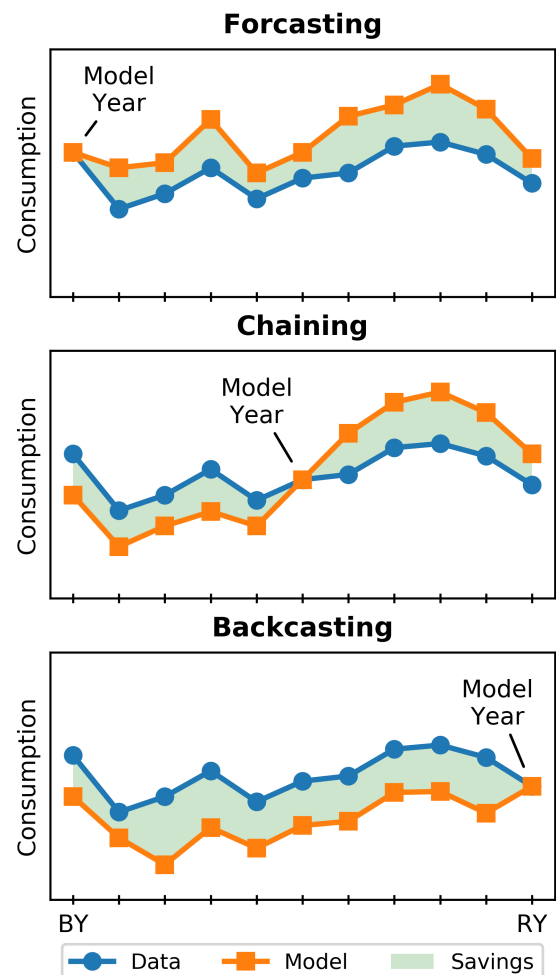 Forcasting
Model
Year
Consumption
Chaining
Model
Year
Consumption
Backcasting
Model
Year
Consumption
BY
RY
Data
Model
Savings